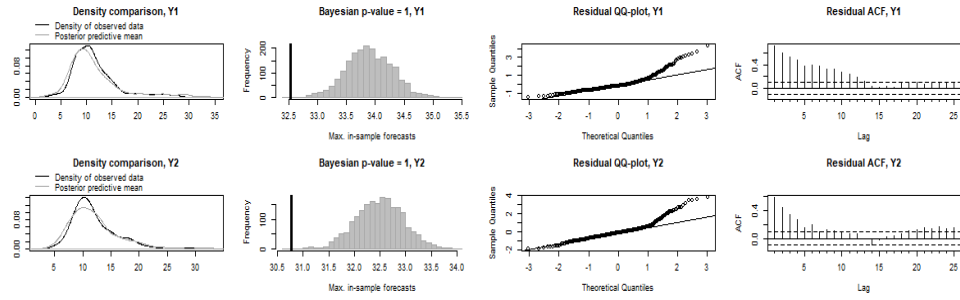 Density comparison, Y1
Density of observed data
Posterior predictive mean
0.00 0.08
0 5 10 15 20 25 30
Bayesian p-value = 1, Y1
Frequency
0 100 200
32.5 33.0 33.5 34.0 34.5 35.0 35.5
Max. in-sample forecasts
Residual QQ-plot, Y1
Sample Quantiles
-1 1 3
-3 -2 -1 0 1 2 3
Theoretical Quantiles
Residual ACF, Y1
ACF
0.0 0.4
5 10 15 20 25
Lag
Density comparison, Y2
Density of observed data
Posterior predictive mean
0.00 0.08
5 10 15 20 25 30
Bayesian p-value = 1, Y2
Frequency
0 100
30.5 31.0 31.5 32.0 32.5 33.0 33.5 34.0
Max. in-sample forecasts
Residual QQ-plot, Y2
Sample Quantiles
-2 0 2 4
-3 -2 -1 0 1 2 3
Theoretical Quantiles
Residual ACF, Y2
ACF
0.0 0.4
5 10 15 20 25
Lag